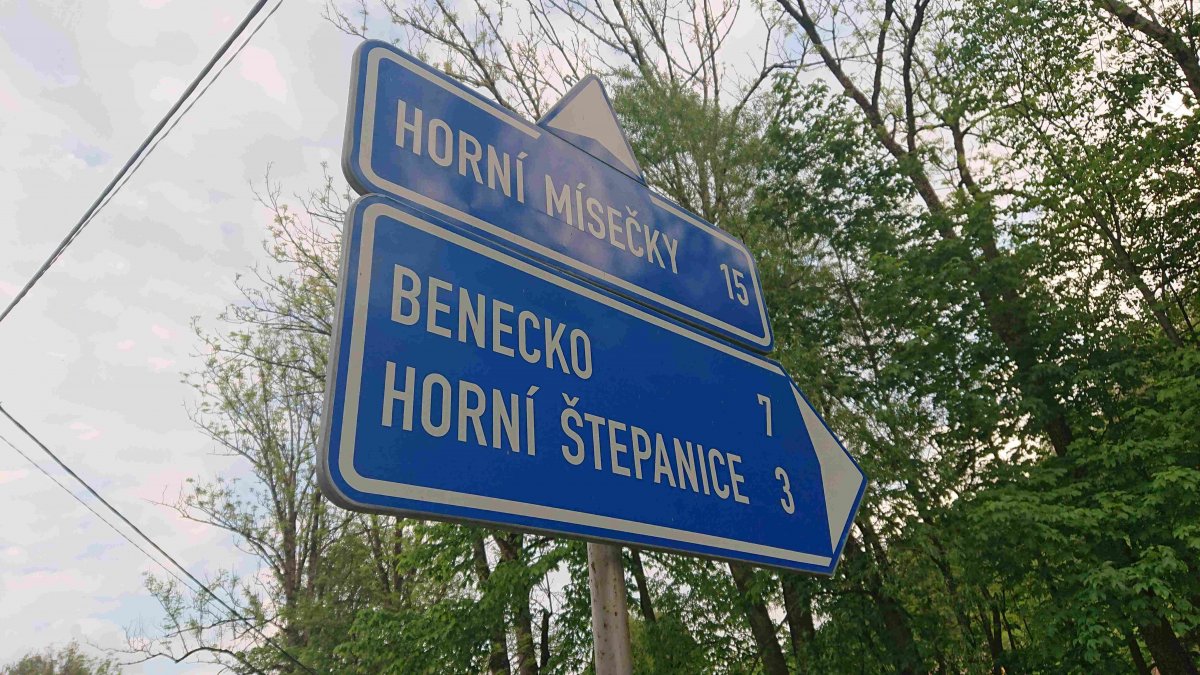 HORNÍ MÍSEČKY 15
BENECKO 7
HORNÍ ŠTEPANICE 3